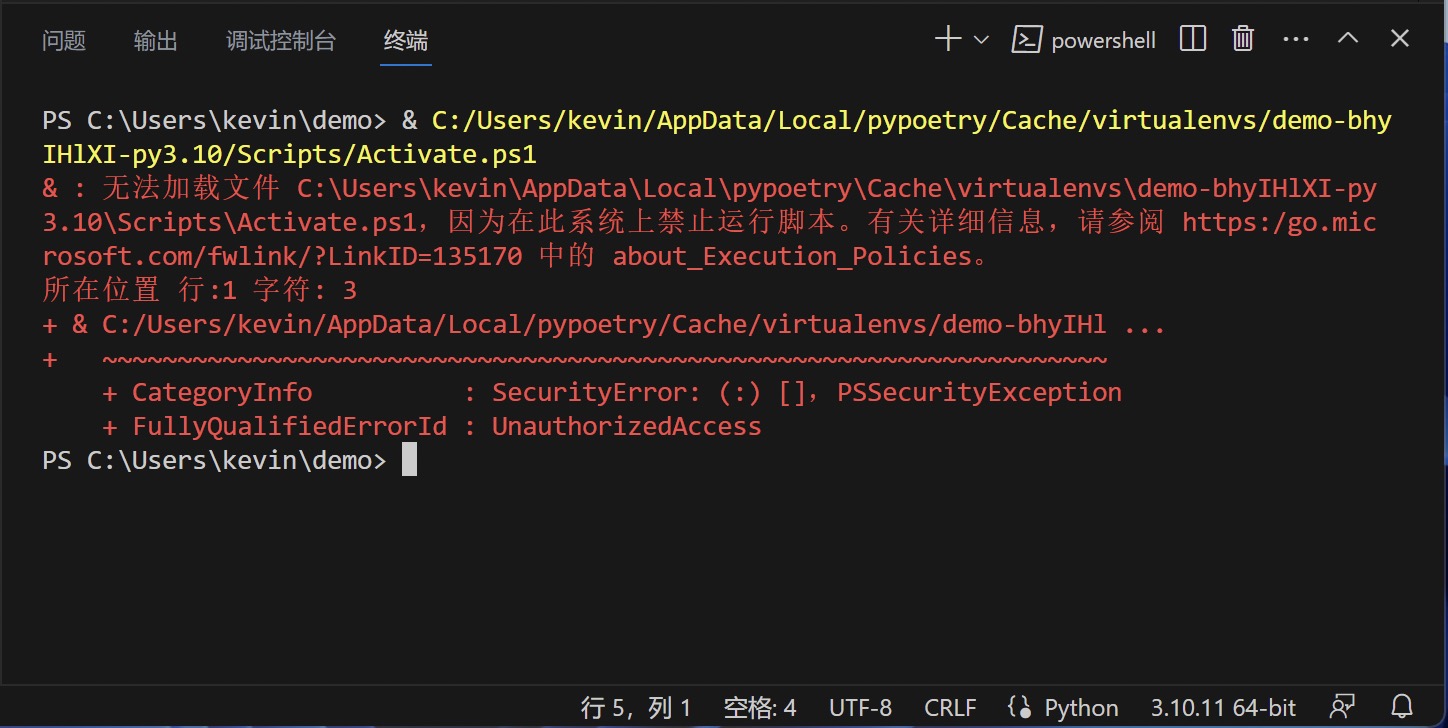 问题 输出 调试控制台 终端 powershell
PS C:\Users\kevin\demo> & C:/Users/kevin/AppData/Local/pypoetry/Cache/virtualenvs/demo-bhy
IHlXI-py3.10/Scripts/Activate.ps1
& : 无法加载文件 C:\Users\kevin\AppData\Local\pypoetry\Cache\virtualenvs\demo-bhyIHlXI-py
3.10\Scripts\Activate.ps1，因为在此系统上禁止运行脚本。有关详细信息，请参阅 https:/go.mic
rosoft.com/fwlink/?LinkID=135170 中的 about_Execution_Policies。
所在位置 行:1 字符: 3
+ & C:/Users/kevin/AppData/Local/pypoetry/Cache/virtualenvs/demo-bhyIHl ...
+   ~~~~~~~~~~~~~~~~~~~~~~~~~~~~~~~~~~~~~~~~~~~~~~~~~~~~~~~~~~~~~~~~~~~
    + CategoryInfo          : SecurityError: (:) []，PSSecurityException
    + FullyQualifiedErrorId : UnauthorizedAccess
PS C:\Users\kevin\demo>
行 5，列 1 空格: 4 UTF-8 CRLF Python 3.10.11 64-bit